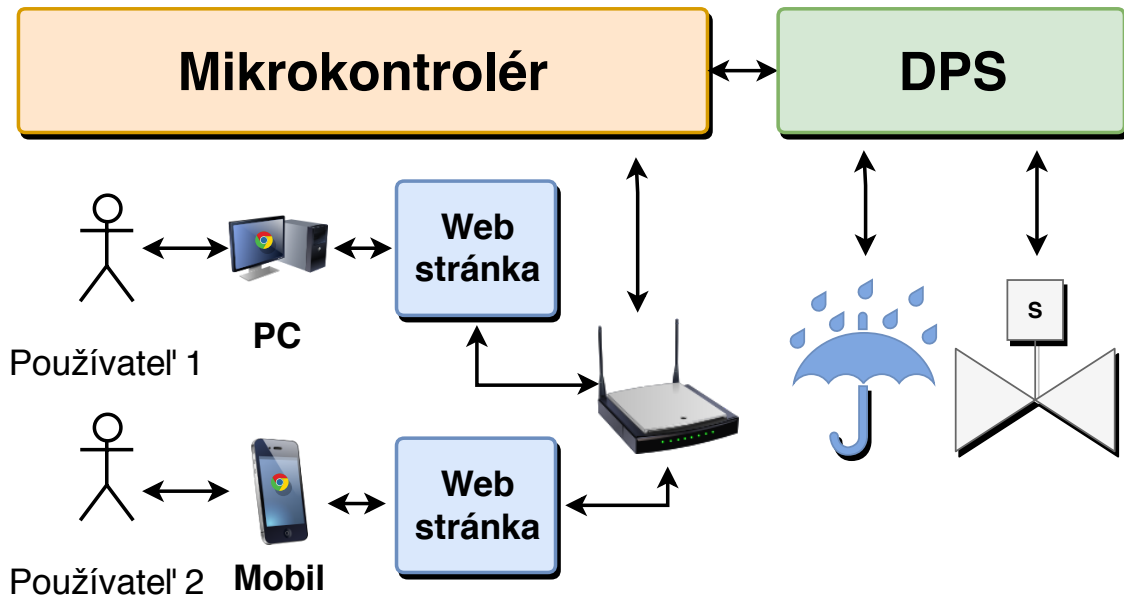 Mikrokontrolér
DPS
Web
stránka
PC
Používateľ 1
S
Web
stránka
Mobil
Používateľ 2